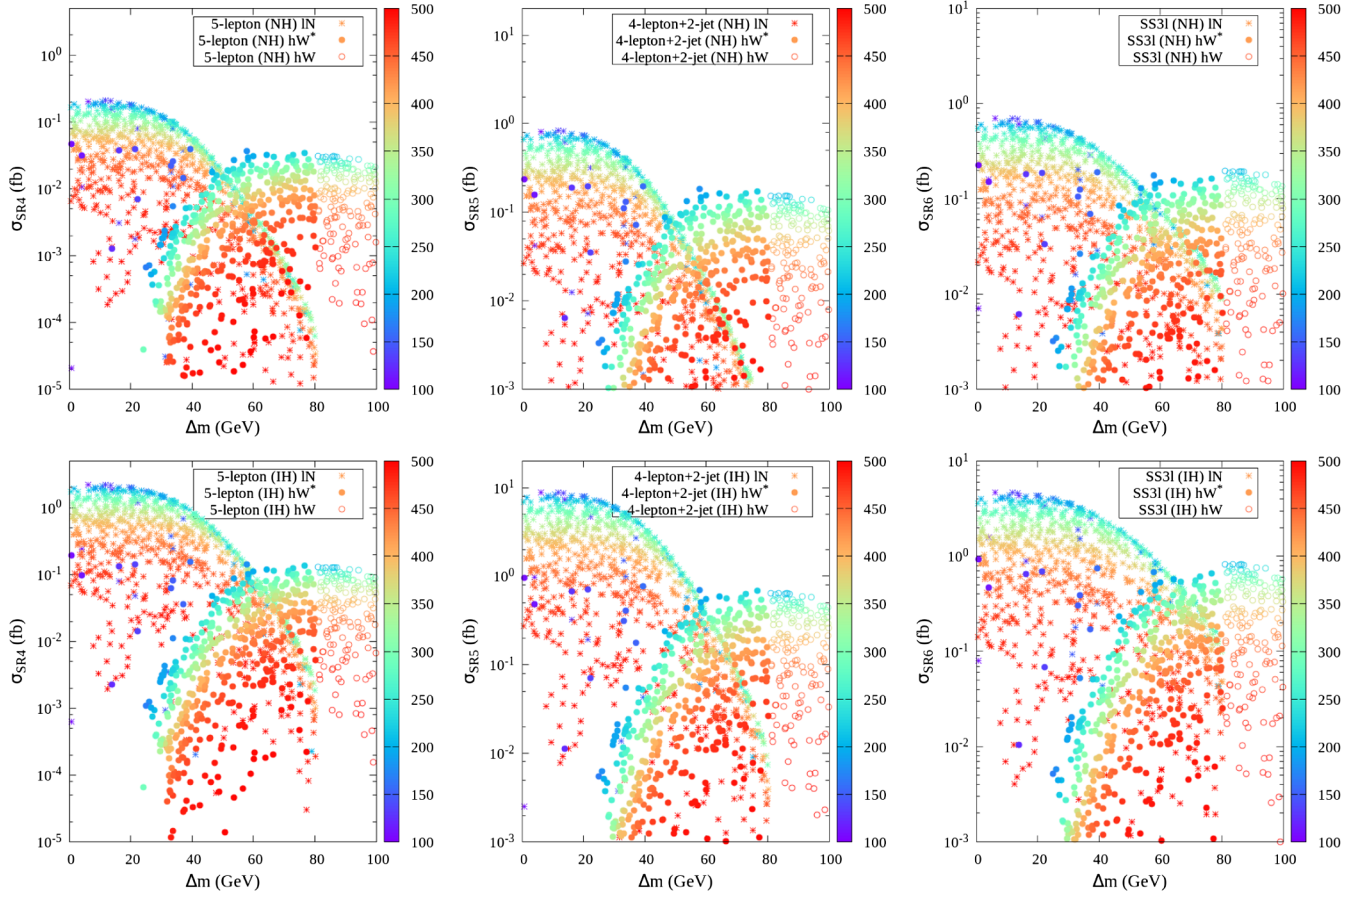 5-lepton (NH) lN
5-lepton (NH) hW*
5-lepton (NH) hW
10^0
10^-1
10^-2
10^-3
10^-4
10^-5
σSR4 (fb)
0 20 40 60 80 100
Δm (GeV)
500
450
400
350
300
250
200
150
100
4-lepton+2-jet (NH) lN
4-lepton+2-jet (NH) hW*
4-lepton+2-jet (NH) hW
10^1
10^0
10^-1
10^-2
10^-3
σSR5 (fb)
0 20 40 60 80 100
Δm (GeV)
500
450
400
350
300
250
200
150
100
SS3l (NH) lN
SS3l (NH) hW*
SS3l (NH) hW
10^1
10^0
10^-1
10^-2
10^-3
σSR6 (fb)
0 20 40 60 80 100
Δm (GeV)
500
450
400
350
300
250
200
150
100
5-lepton (IH) lN
5-lepton (IH) hW*
5-lepton (IH) hW
10^0
10^-1
10^-2
10^-3
10^-4
10^-5
σSR4 (fb)
0 20 40 60 80 100
Δm (GeV)
500
450
400
350
300
250
200
150
100
4-lepton+2-jet (IH) lN
4-lepton+2-jet (IH) hW*
4-lepton+2-jet (IH) hW
10^1
10^0
10^-1
10^-2
10^-3
σSR5 (fb)
0 20 40 60 80 100
Δm (GeV)
500
450
400
350
300
250
200
150
100
SS3l (IH) lN
SS3l (IH) hW*
SS3l (IH) hW
10^1
10^0
10^-1
10^-2
10^-3
σSR6 (fb)
0 20 40 60 80 100
Δm (GeV)
500
450
400
350
300
250
200
150
100